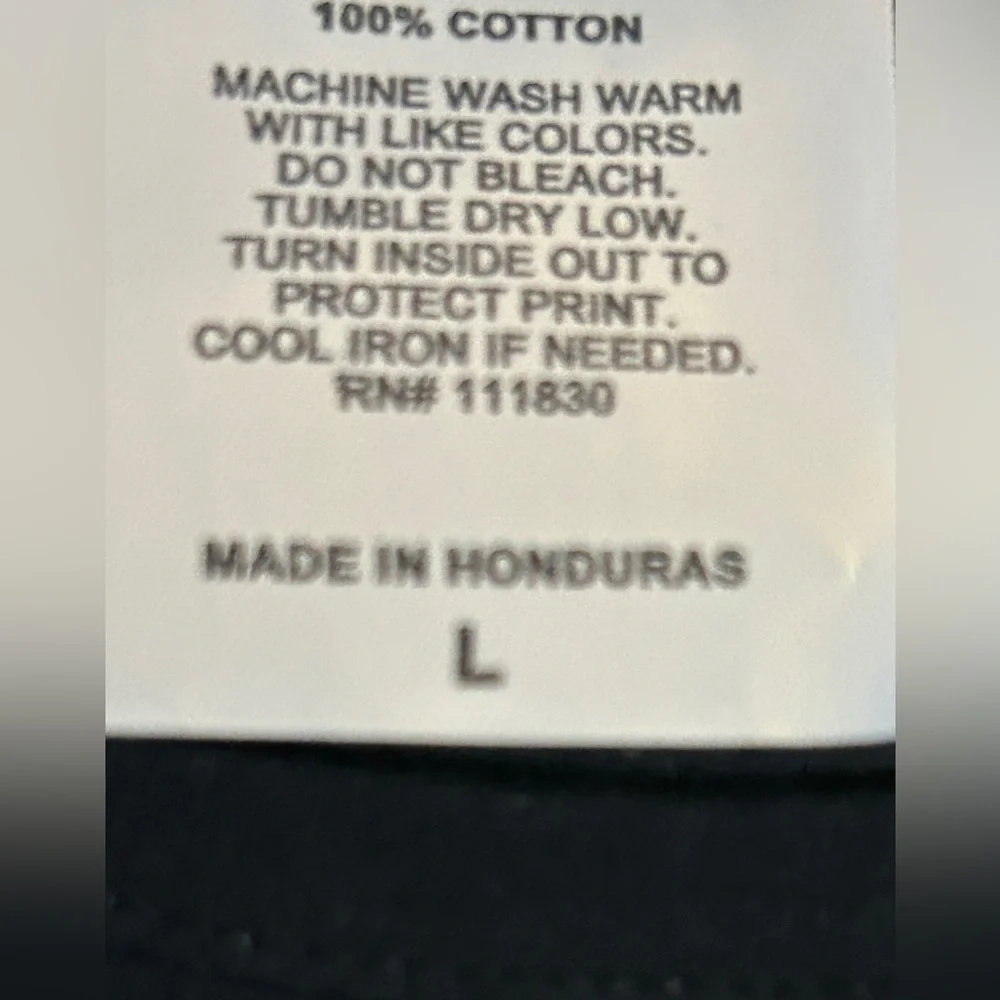 100% COTTON
MACHINE WASH WARM
WITH LIKE COLORS.
DO NOT BLEACH.
TUMBLE DRY LOW.
TURN INSIDE OUT TO
PROTECT PRINT.
COOL IRON IF NEEDED.
RN# 111830
MADE IN HONDURAS
L